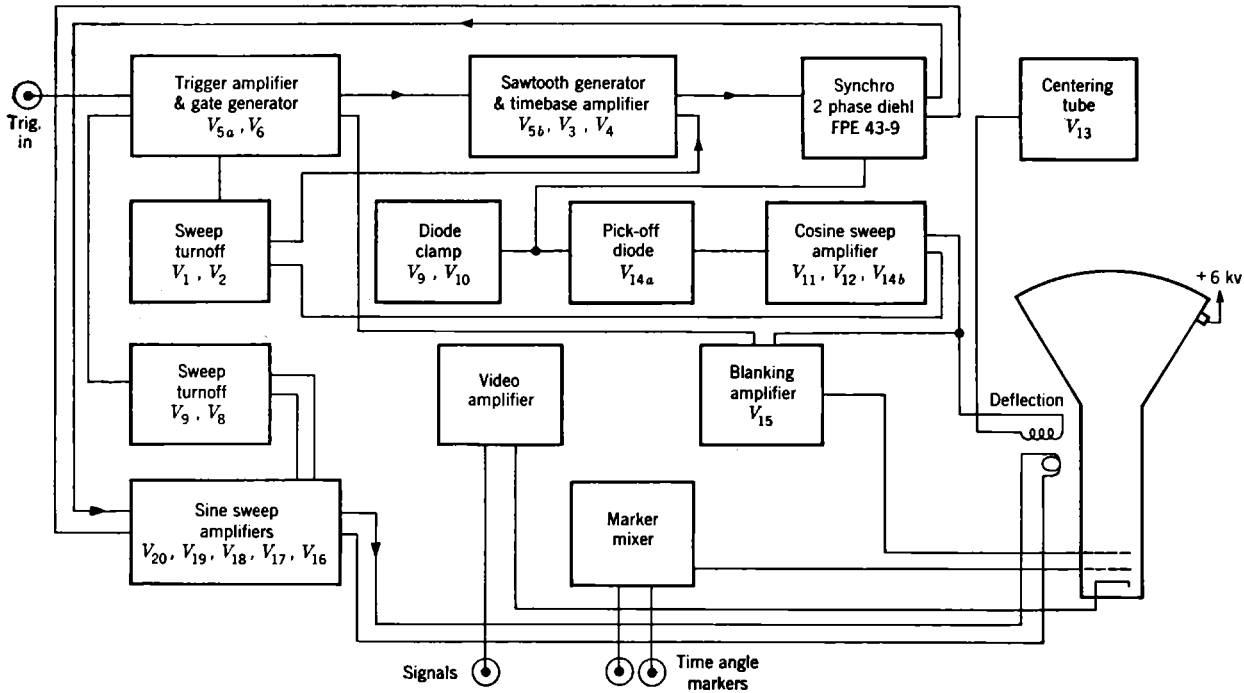 Trig.
in
Trigger amplifier
& gate generator
V5a , V6
Sawtooth generator
& timebase amplifier
V5b, V3 , V4
Synchro
2 phase diehl
FPE 43-9
Centering
tube
V13
Sweep
turnoff
V1 , V2
Diode
clamp
V9 , V10
Pick-off
diode
V14a
Cosine sweep
amplifier
V11 , V12 , V14b
+ 6 kv
Sweep
turnoff
V9 , V8
Video
amplifier
Blanking
amplifier
V15
Deflection
Sine sweep
amplifiers
V20, V19, V18, V17, V16
Marker
mixer
Signals
Time angle
markers